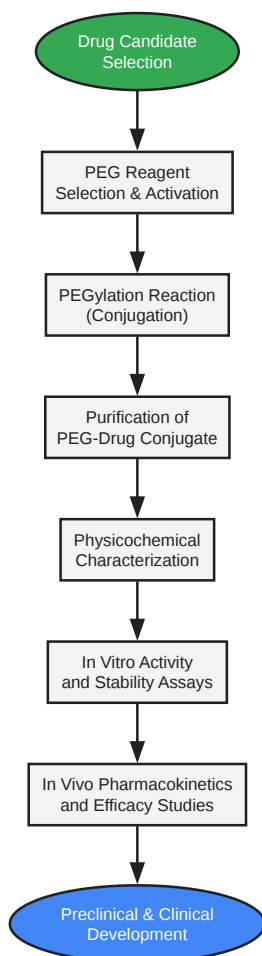 Drug Candidate
Selection
PEG Reagent
Selection & Activation
PEGylation Reaction
(Conjugation)
Purification of
PEG-Drug Conjugate
Physicochemical
Characterization
In Vitro Activity
and Stability Assays
In Vivo Pharmacokinetics
and Efficacy Studies
Preclinical & Clinical
Development